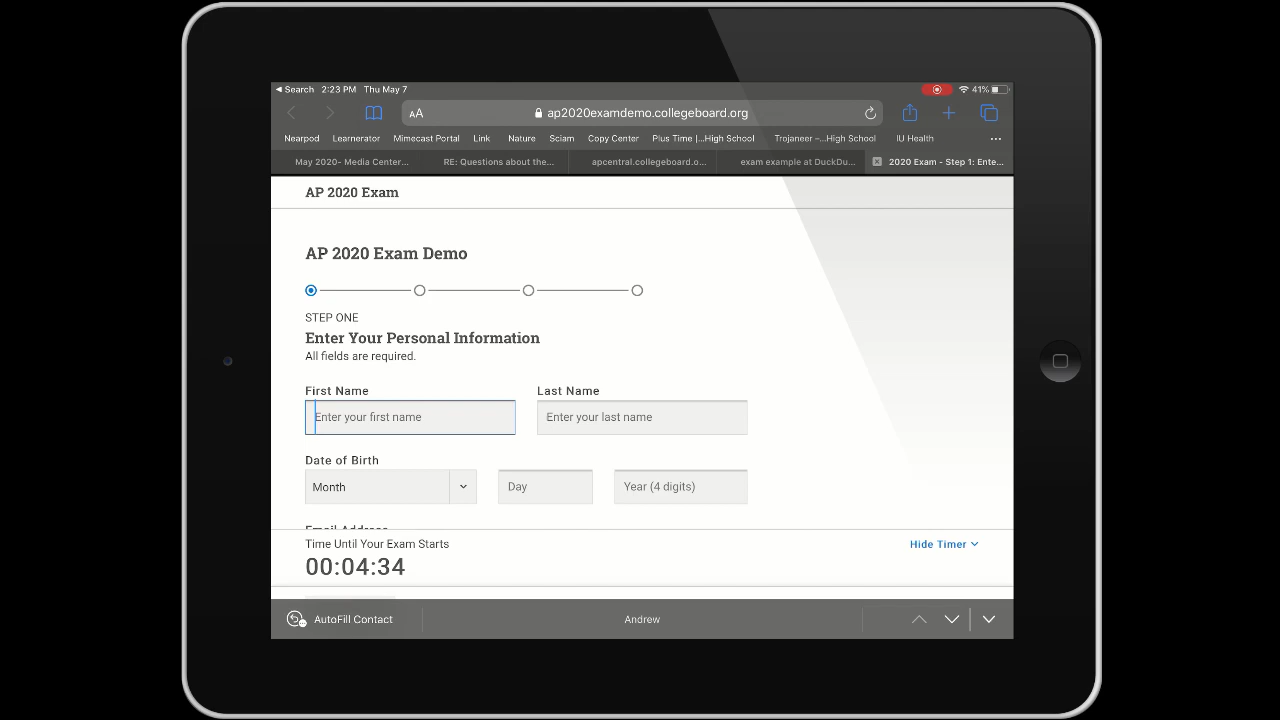 Search 2:23 PM Thu May 7 41%
AA ap2020examdemo.collegeboard.org
Nearpod Learnerator Mimecast Portal Link Nature Sciam Copy Center Plus Time |...High School Trojaneer –...High School IU Health ...
May 2020- Media Center... RE: Questions about the... apcentral.collegeboard.o... exam example at DuckDu... 2020 Exam - Step 1: Ente...
AP 2020 Exam
AP 2020 Exam Demo
STEP ONE
Enter Your Personal Information
All fields are required.
First Name Last Name
Enter your first name Enter your last name
Date of Birth
Month Day Year (4 digits)
Email Address
Time Until Your Exam Starts Hide Timer
00:04:34
AutoFill Contact Andrew